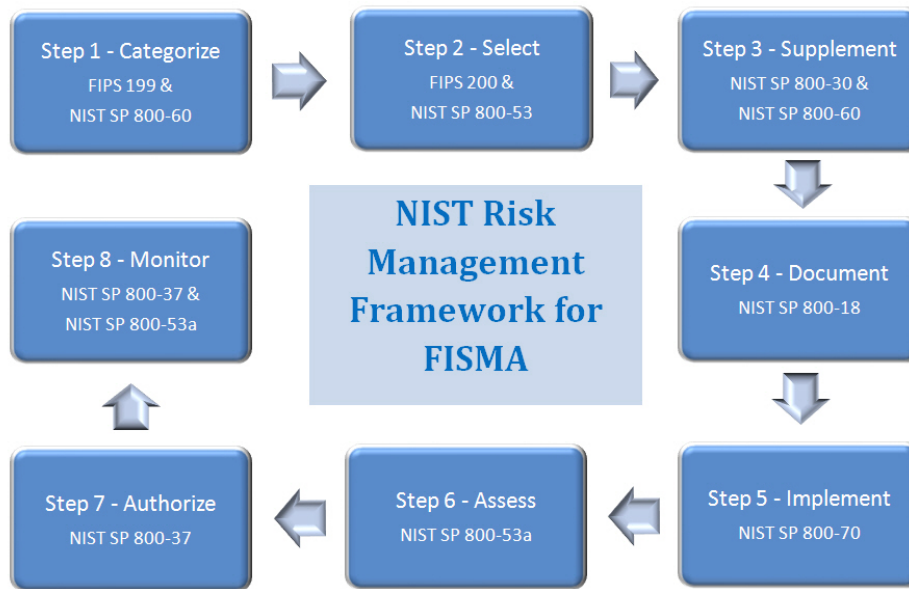 Step 1 - Categorize
FIPS 199 &
NIST SP 800-60
Step 2 - Select
FIPS 200 &
NIST SP 800-53
Step 3 - Supplement
NIST SP 800-30 &
NIST SP 800-60
NIST Risk
Management
Framework for
FISMA
Step 4 - Document
NIST SP 800-18
Step 5 - Implement
NIST SP 800-70
Step 6 - Assess
NIST SP 800-53a
Step 7 - Authorize
NIST SP 800-37
Step 8 - Monitor
NIST SP 800-37 &
NIST SP 800-53a